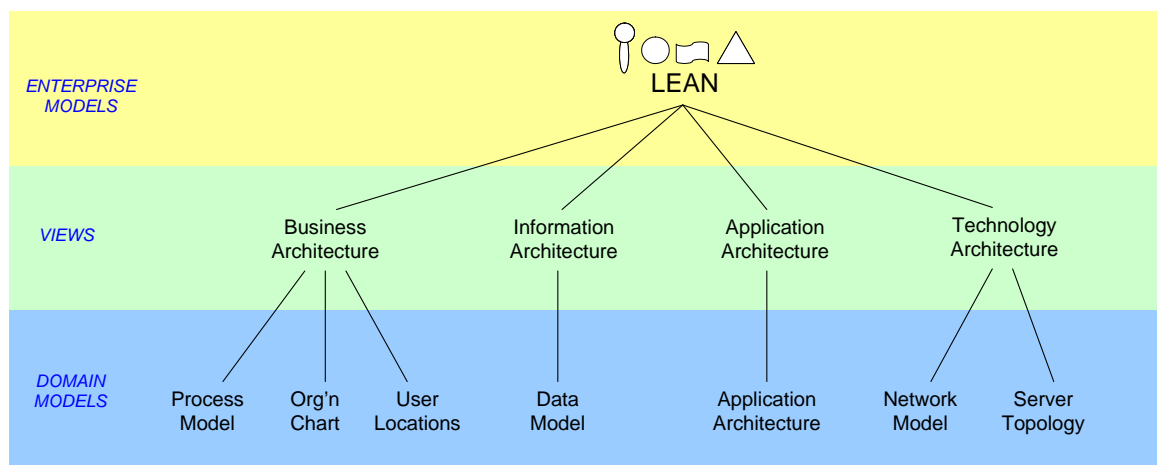 LEAN
ENTERPRISE
MODELS
VIEWS
Business
Architecture
Information
Architecture
Application
Architecture
Technology
Architecture
DOMAIN
MODELS
Process
Model
Org'n
Chart
User
Locations
Data
Model
Application
Architecture
Network
Model
Server
Topology